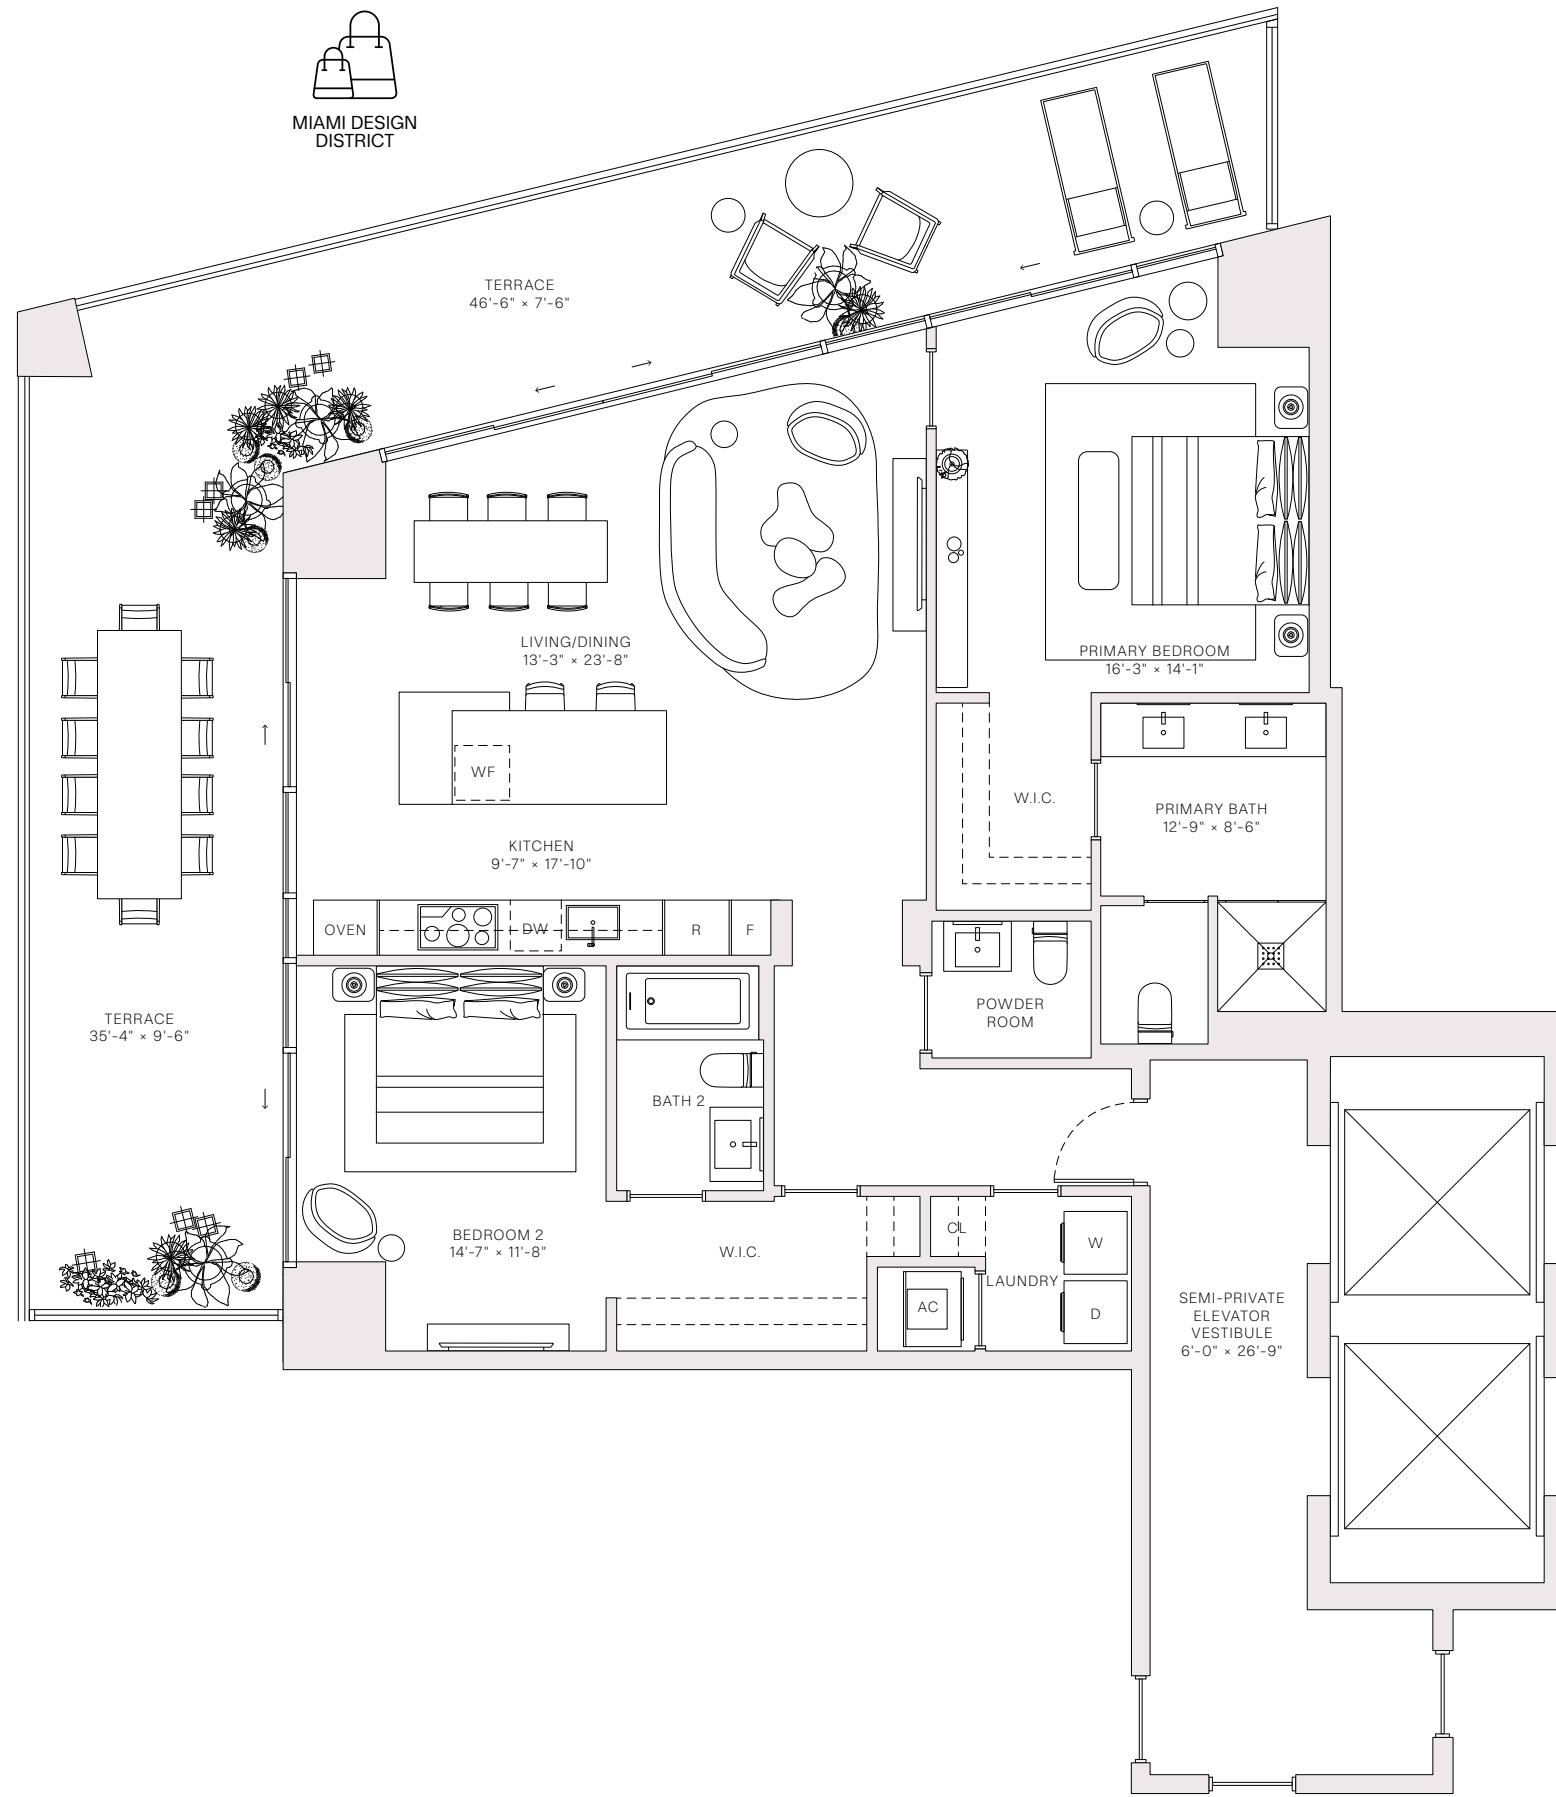 MIAMI DESIGN
DISTRICT
TERRACE
46'-6" × 7'-6"
LIVING/DINING
13'-3" × 23'-8"
PRIMARY BEDROOM
16'-3" × 14'-1"
WF
W.I.C.
PRIMARY BATH
12'-9" × 8'-6"
KITCHEN
9'-7" × 17'-10"
OVEN
DW
R
F
POWDER
ROOM
TERRACE
35'-4" × 9'-6"
BATH 2
BEDROOM 2
14'-7" × 11'-8"
W.I.C.
CL
W
LAUNDRY
AC
D
SEMI-PRIVATE
ELEVATOR
VESTIBULE
6'-0" × 26'-9"